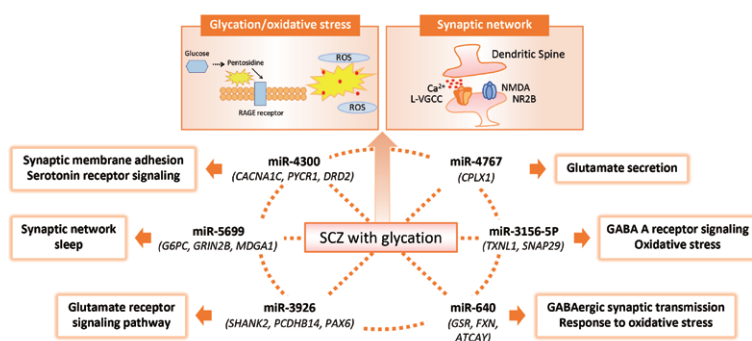 Glycation/oxidative stress
Glucose
Pentosidine
RAGE receptor
ROS
ROS
Synaptic network
Dendritic Spine
Ca²⁺
L-VGCC
NMDA
NR2B
Synaptic membrane adhesion
Serotonin receptor signaling
miR-4300
(CACNA1C, PYCR1, DRD2)
miR-4767
(CPLX1)
Glutamate secretion
Synaptic network
sleep
miR-5699
(G6PC, GRIN2B, MDGA1)
SCZ with glycation
miR-3156-5P
(TXNL1, SNAP29)
GABA A receptor signaling
Oxidative stress
Glutamate receptor
signaling pathway
miR-3926
(SHANK2, PCDHB14, PAX6)
miR-640
(GSR, FXN,
ATCAY)
GABAergic synaptic transmission
Response to oxidative stress